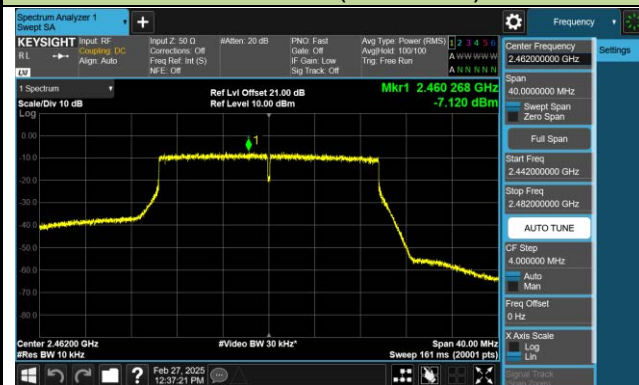 Spectrum Analyzer 1
Swept SA
Frequency
KEYSIGHT
RL
Input: RF
Coupling: DC
Align: Auto
Input Z: 50 Ω
Corrections: Off
Freq Ref: Int (S)
NFE: Off
#Atten: 20 dB
PNO: Fast
Gate: Off
IF Gain: Low
Sig Track: Off
Avg Type: Power (RMS)
Avg|Hold: 100/100
Trig: Free Run
1 2 3 4 5 6
A W W W W W
A N N N N N
LXI
1 Spectrum
Scale/Div 10 dB
Log
Ref Lvl Offset 21.00 dB
Ref Level 10.00 dBm
Mkr1 2.460 268 GHz
-7.120 dBm
1
0.00
-10.0
-20.0
-30.0
-40.0
-50.0
-60.0
-70.0
-80.0
Center 2.46200 GHz
#Res BW 10 kHz
#Video BW 30 kHz*
Span 40.00 MHz
Sweep 161 ms (20001 pts)
Feb 27, 2025
12:37:21 PM
Center Frequency
2.462000000 GHz
Settings
Span
40.0000000 MHz
Swept Span
Zero Span
Full Span
Start Freq
2.442000000 GHz
Stop Freq
2.482000000 GHz
AUTO TUNE
CF Step
4.000000 MHz
Auto
Man
Freq Offset
0 Hz
X Axis Scale
Log
Lin
Signal Track